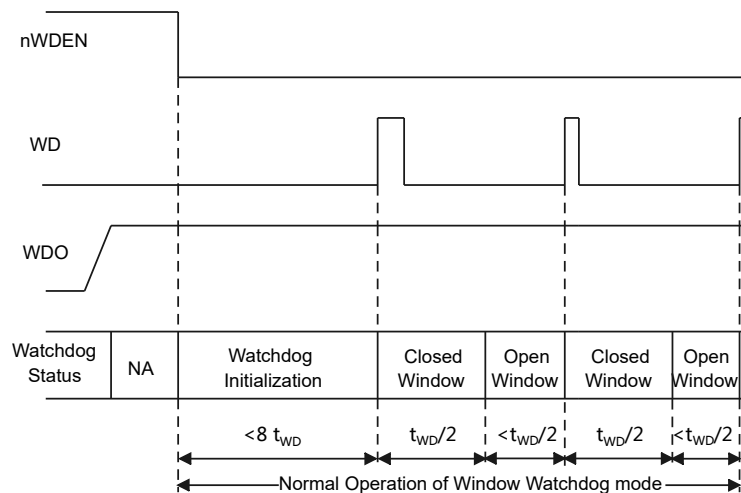 nWDEN
WD
WDO
Watchdog
Status
NA
Watchdog
Initialization
Closed
Window
Open
Window
Closed
Window
Open
Window
<8 tWD
tWD/2
<tWD/2
tWD/2
<tWD/2
Normal Operation of Window Watchdog mode